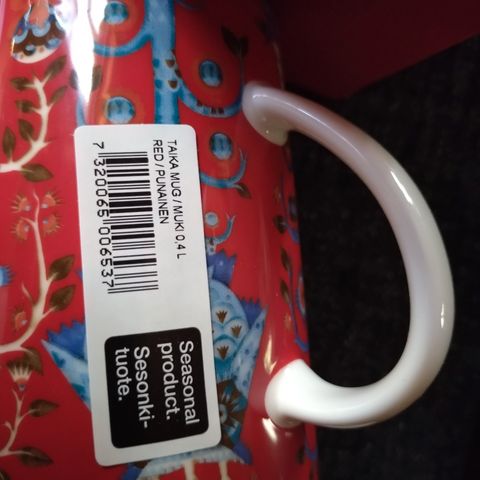 TAIKA MUG / MUKI 0,4 L
RED / PUNAINEN
7 320065 006537
Seasonal
product.
Sesonki-
tuote.